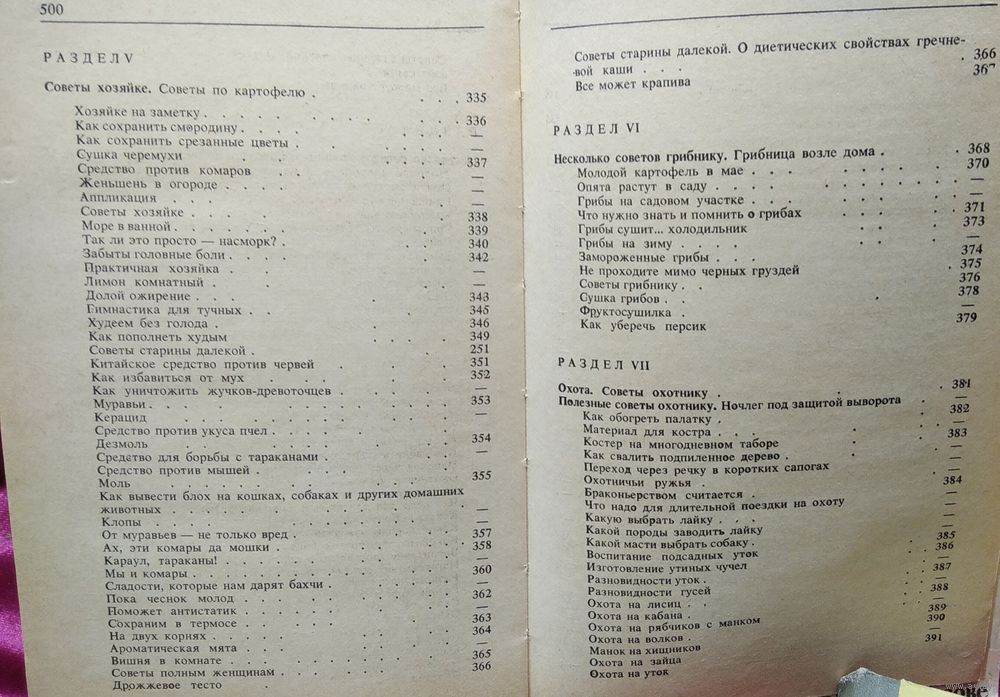 500
РАЗДЕЛ V
Советы хозяйке. Советы по картофелю . . . . 335
Хозяйке на заметку . . . . . . . . . 336
Как сохранить смородину . . . . . . . —
Как сохранить срезанные цветы . . . . . —
Сушка черемухи . . . . . . 337
Средство против комаров . . . . —
Женьшень в огороде . . . . . —
Аппликация . . . . . —
Советы хозяйке . . . . . 338
Море в ванной . . . . . . 339
Так ли это просто — насморк? . . . . 340
Забыты головные боли . . . . . 342
Практичная хозяйка . . . . —
Лимон комнатный . . . . —
Долой ожирение . . . . . 343
Гимнастика для тучных . . . . 345
Худеем без голода . . . . 346
Как пополнеть худым . . . 349
Советы старины далекой . . . . 251
Китайское средство против червей . . . . 351
Как избавиться от мух . . . . 352
Как уничтожить жучков-древоточцев . . . . —
Муравьи . . . . . . . 353
Керацид . . . . . . —
Средство против укуса пчел . . . . .
Дезмоль . . . . . 354
Средство для борьбы с тараканами . . . .
Средство против мышей . . . . .
Моль . . . . . . 355
Как вывести блох на кошках, собаках и других домашних
животных . . . . . . . —
Клопы . . . . . . —
От муравьев — не только вред . . . . . 357
Ах, эти комары да мошки . . . . . 358
Караул, тараканы! . . . . .
Мы и комары . . . . . . 360
Сладости, которые нам дарят бахчи . . . . —
Пока чеснок молод . . . . . . 362
Поможет антистатик . . . . . —
Сохраним в термосе . . . . . 363
На двух корнях . . . . . . 364
Ароматическая мята . . . . .
Вишня в комнате . . . . . . 365
Советы полным женщинам . . . . . 366
Дрожжевое тесто
Советы старины далекой. О диетических свойствах гречне-
вой каши . . . . 366
Все может крапива 367
РАЗДЕЛ VI
Несколько советов грибнику. Грибница возле дома . . 368
Молодой картофель в мае . . . . . . 370
Опята растут в саду . . . . . . —
Грибы на садовом участке . . . . . —
Что нужно знать и помнить о грибах . . . . 371
Грибы сушит... холодильник . . . . 373
Грибы на зиму . . . . . . —
Замороженные грибы . . . . 374
Не проходите мимо черных груздей . 375
Советы грибнику . . 376
Сушка грибов . . . 378
Фруктосушилка . . —
Как уберечь персик 379
РАЗДЕЛ VII
Охота. Советы охотнику . . . 381
Полезные советы охотнику. Ночлег под защитой выворота . —
Как обогреть палатку . . 382
Материал для костра . . . . —
Костер на многодневном таборе . . 383
Как свалить подпиленное дерево . . —
Переход через речку в коротких сапогах —
Охотничьи ружья . . 384
Браконьерством считается . —
Что надо для длительной поездки на охоту —
Какую выбрать лайку . . . —
Какой породы заводить лайку —
Какой масти выбрать собаку . . . 385
Воспитание подсадных уток . . 386
Изготовление утиных чучел . . —
Разновидности уток . . . 387
Разновидности гусей . . —
Охота на лисиц . . . . 388
Охота на кабана . . . —
Охота на рябчиков с манком 389
Охота на волков . 390
Манок на хищников —
Охота на зайца 391
Охота на уток